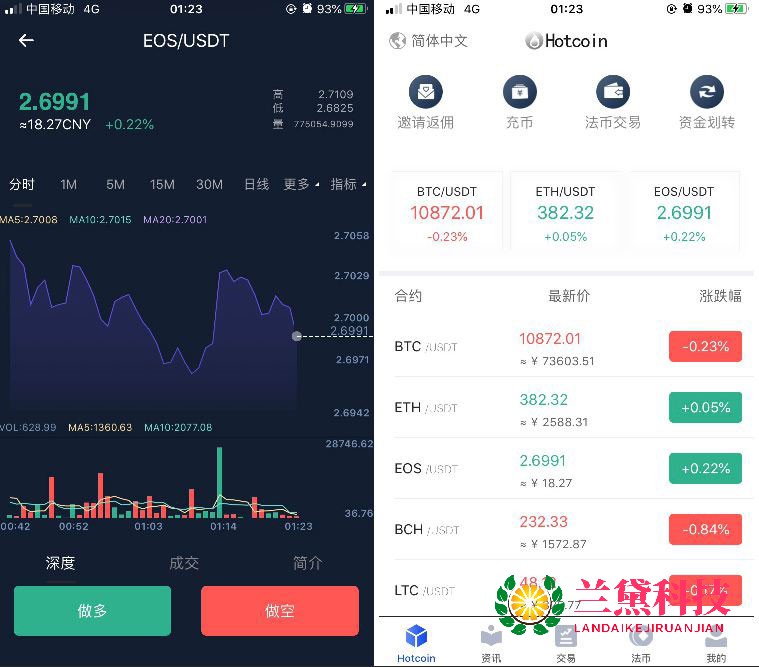 中国移动 4G 01:23 93%
EOS/USDT
2.6991
≈18.27CNY +0.22%
高 2.7109
低 2.6825
量 775054.9099
分时 1M 5M 15M 30M 日线 更多 指标
MA5:2.7008 MA10:2.7015 MA20:2.7001
2.7058
2.7029
2.7000
2.6991
2.6971
2.6942
VOL:628.99 MA5:1360.63 MA10:2077.08
28746.62
36.76
00:42 00:52 01:03 01:14 01:23
深度 成交 简介
做多 做空
中国移动 4G 01:23 93%
简体中文 Hotcoin
邀请返佣 充币 法币交易 资金划转
BTC/USDT ETH/USDT EOS/USDT
10872.01 382.32 2.6991
-0.23% +0.05% +0.22%
合约 最新价 涨跌幅
BTC /USDT 10872.01 -0.23%
≈ ¥ 73603.51
ETH /USDT 382.32 +0.05%
≈ ¥ 2588.31
EOS /USDT 2.6991 +0.22%
≈ ¥ 18.27
BCH /USDT 232.33 -0.84%
≈ ¥ 1572.87
LTC /USDT
兰黛科技
LANDAIKEJIRUANJIAN
Hotcoin 资讯 交易 法币 我的